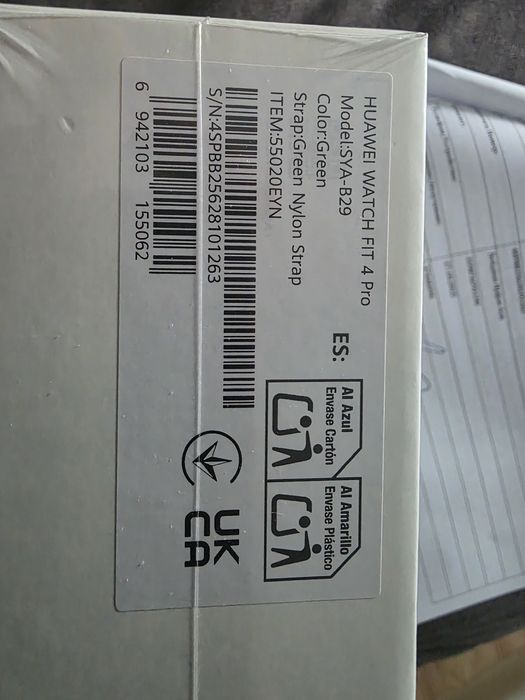 HUAWEI WATCH FIT 4 Pro
Model:SYA-B29
Color:Green
Strap:Green Nylon Strap
ITEM:55020EYN
S/N:4SPBB25628101263
6 942103 155062
ES:
Al Azul
Envase Cartón
Al Amarillo
Envase Plástico
UK
CA